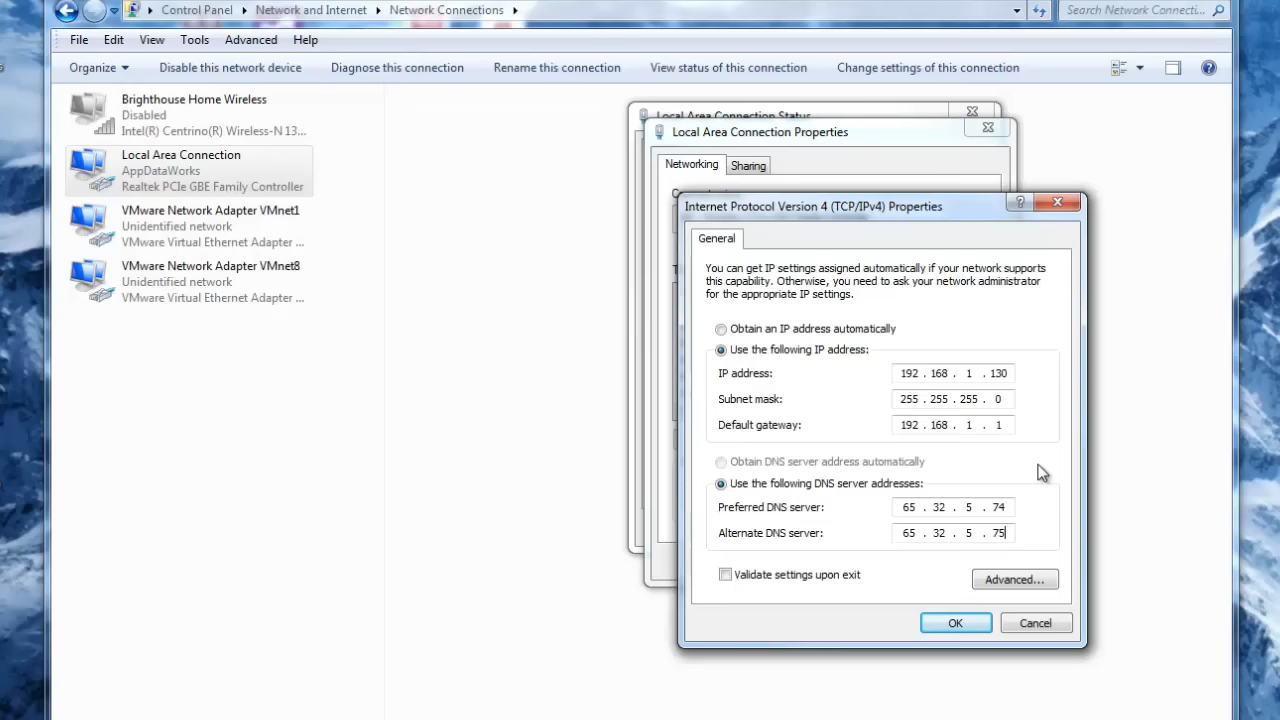 Control Panel Network and Internet Network Connections
Search Network Connecti...
File Edit View Tools Advanced Help
Organize Disable this network device Diagnose this connection Rename this connection View status of this connection Change settings of this connection
Brighthouse Home Wireless
Disabled
Intel(R) Centrino(R) Wireless-N 13...
Local Area Connection
AppDataWorks
Realtek PCIe GBE Family Controller
VMware Network Adapter VMnet1
Unidentified network
VMware Virtual Ethernet Adapter ...
VMware Network Adapter VMnet8
Unidentified network
VMware Virtual Ethernet Adapter ...
Local Area Connection Status
Local Area Connection Properties
Networking Sharing
Internet Protocol Version 4 (TCP/IPv4) Properties
General
You can get IP settings assigned automatically if your network supports
this capability. Otherwise, you need to ask your network administrator
for the appropriate IP settings.
Obtain an IP address automatically
Use the following IP address:
IP address: 192 . 168 . 1 . 130
Subnet mask: 255 . 255 . 255 . 0
Default gateway: 192 . 168 . 1 . 1
Obtain DNS server address automatically
Use the following DNS server addresses:
Preferred DNS server: 65 . 32 . 5 . 74
Alternate DNS server: 65 . 32 . 5 . 75
Validate settings upon exit
Advanced...
OK Cancel